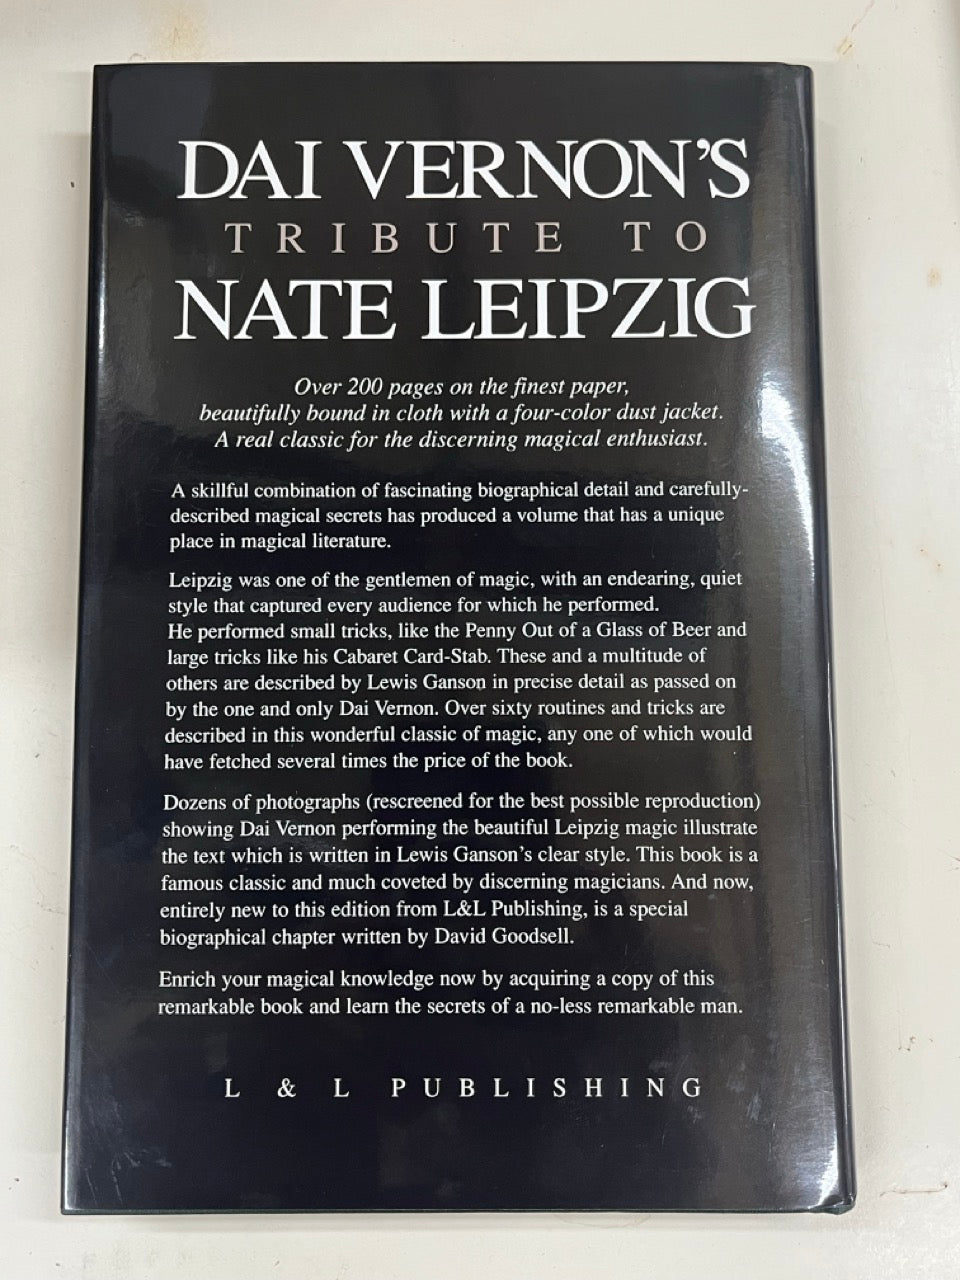 DAI VERNON'S
TRIBUTE TO
NATE LEIPZIG
Over 200 pages on the finest paper,
beautifully bound in cloth with a four-color dust jacket.
A real classic for the discerning magical enthusiast.
A skillful combination of fascinating biographical detail and carefully-
described magical secrets has produced a volume that has a unique
place in magical literature.
Leipzig was one of the gentlemen of magic, with an endearing, quiet
style that captured every audience for which he performed.
He performed small tricks, like the Penny Out of a Glass of Beer and
large tricks like his Cabaret Card-Stab. These and a multitude of
others are described by Lewis Ganson in precise detail as passed on
by the one and only Dai Vernon. Over sixty routines and tricks are
described in this wonderful classic of magic, any one of which would
have fetched several times the price of the book.
Dozens of photographs (rescreened for the best possible reproduction)
showing Dai Vernon performing the beautiful Leipzig magic illustrate
the text which is written in Lewis Ganson's clear style. This book is a
famous classic and much coveted by discerning magicians. And now,
entirely new to this edition from L&L Publishing, is a special
biographical chapter written by David Goodsell.
Enrich your magical knowledge now by acquiring a copy of this
remarkable book and learn the secrets of a no-less remarkable man.
L & L PUBLISHING